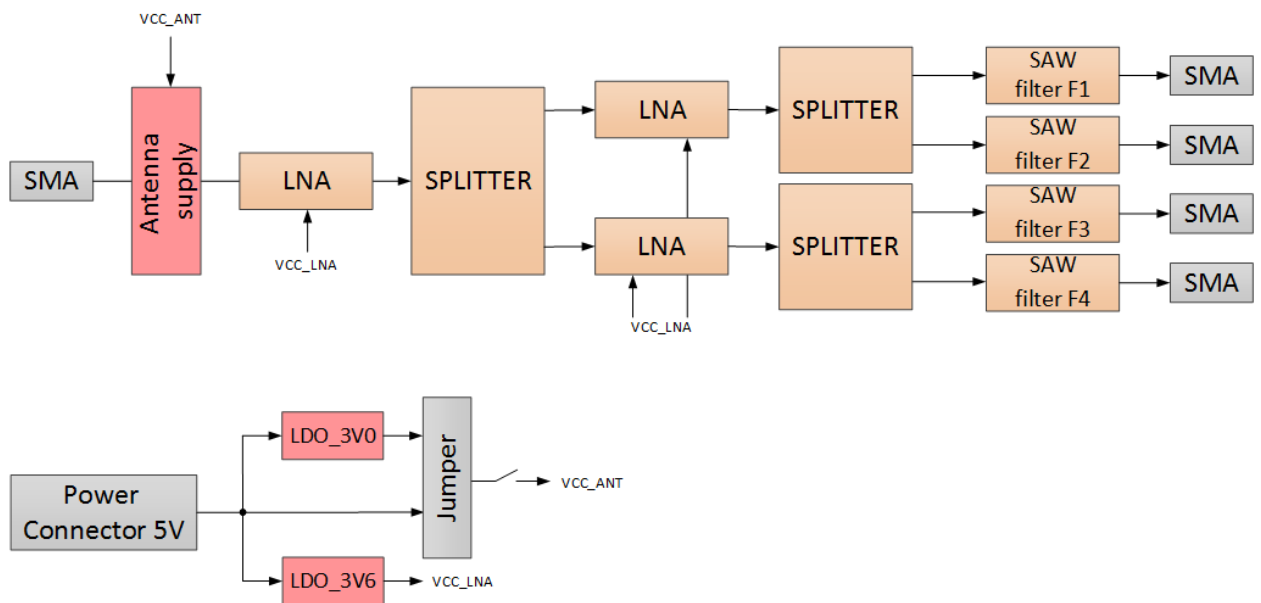 VCC_ANT
SMA
Antenna
supply
LNA
VCC_LNA
SPLITTER
LNA
LNA
VCC_LNA
SPLITTER
SPLITTER
SAW
filter F1
SMA
SAW
filter F2
SMA
SAW
filter F3
SMA
SAW
filter F4
SMA
Power
Connector 5V
LDO_3V0
LDO_3V6
VCC_LNA
Jumper
VCC_ANT